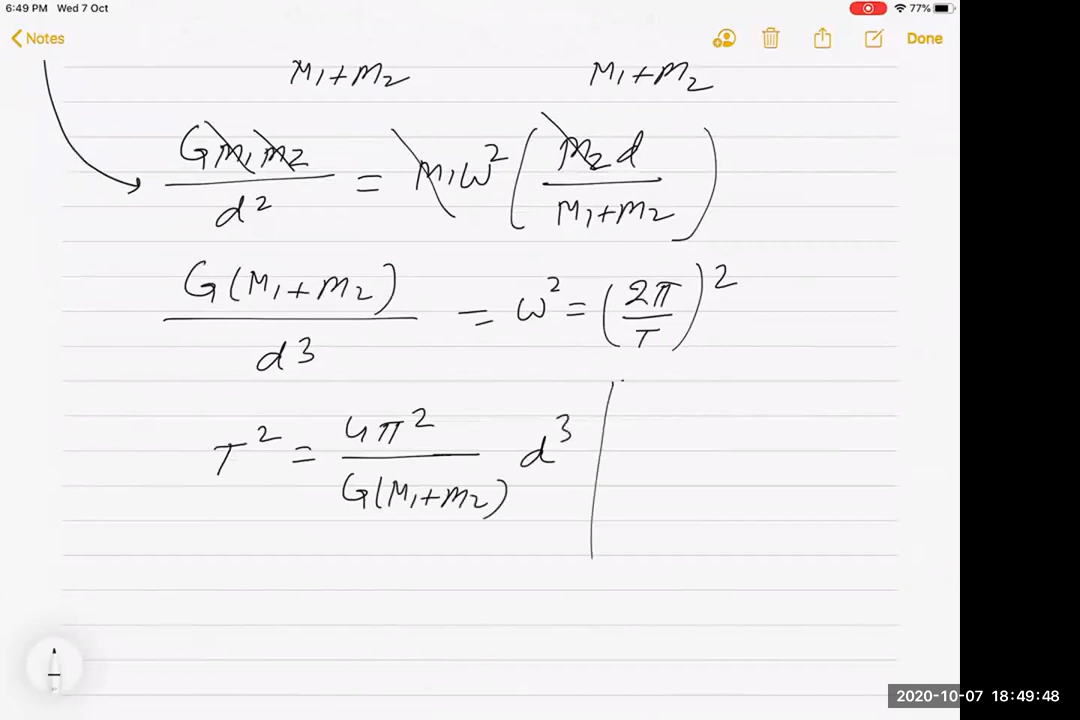 6:49 PM Wed 7 Oct 77%
Notes Done
M₁+m₂ M₁+m₂
Gm₁m₂/d² = m₁ω² (m₂d/(M₁+m₂))
G(M₁+m₂)/d³ = ω² = (2π/T)²
T² = 4π²/G(M₁+m₂) d³
2020-10-07 18:49:48